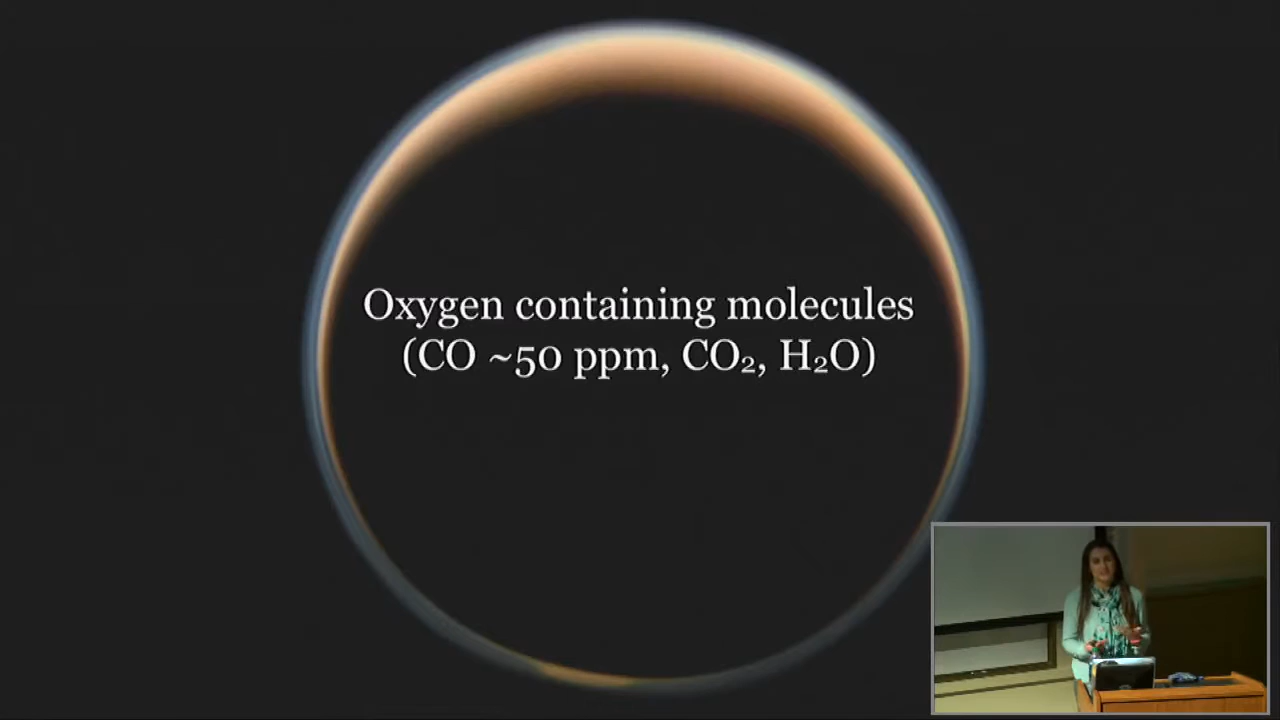 Oxygen containing molecules
(CO ~50 ppm, CO₂, H₂O)